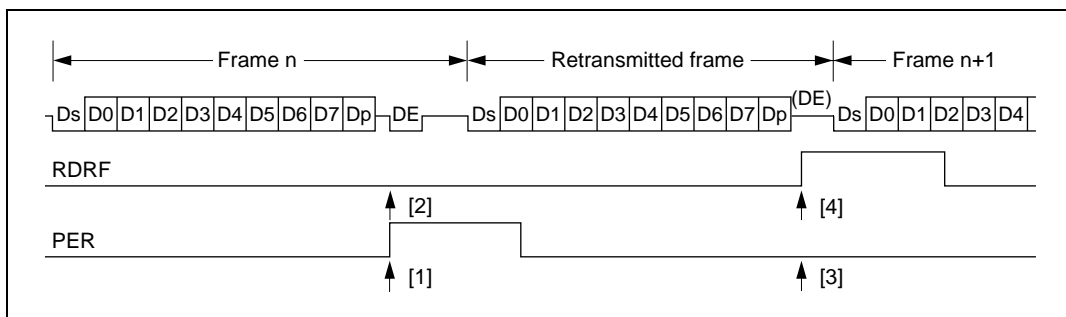 Frame n Retransmitted frame Frame n+1
(DE)
Ds D0 D1 D2 D3 D4 D5 D6 D7 Dp DE Ds D0 D1 D2 D3 D4 D5 D6 D7 Dp Ds D0 D1 D2 D3 D4
RDRF
[2] [4]
PER
[1] [3]